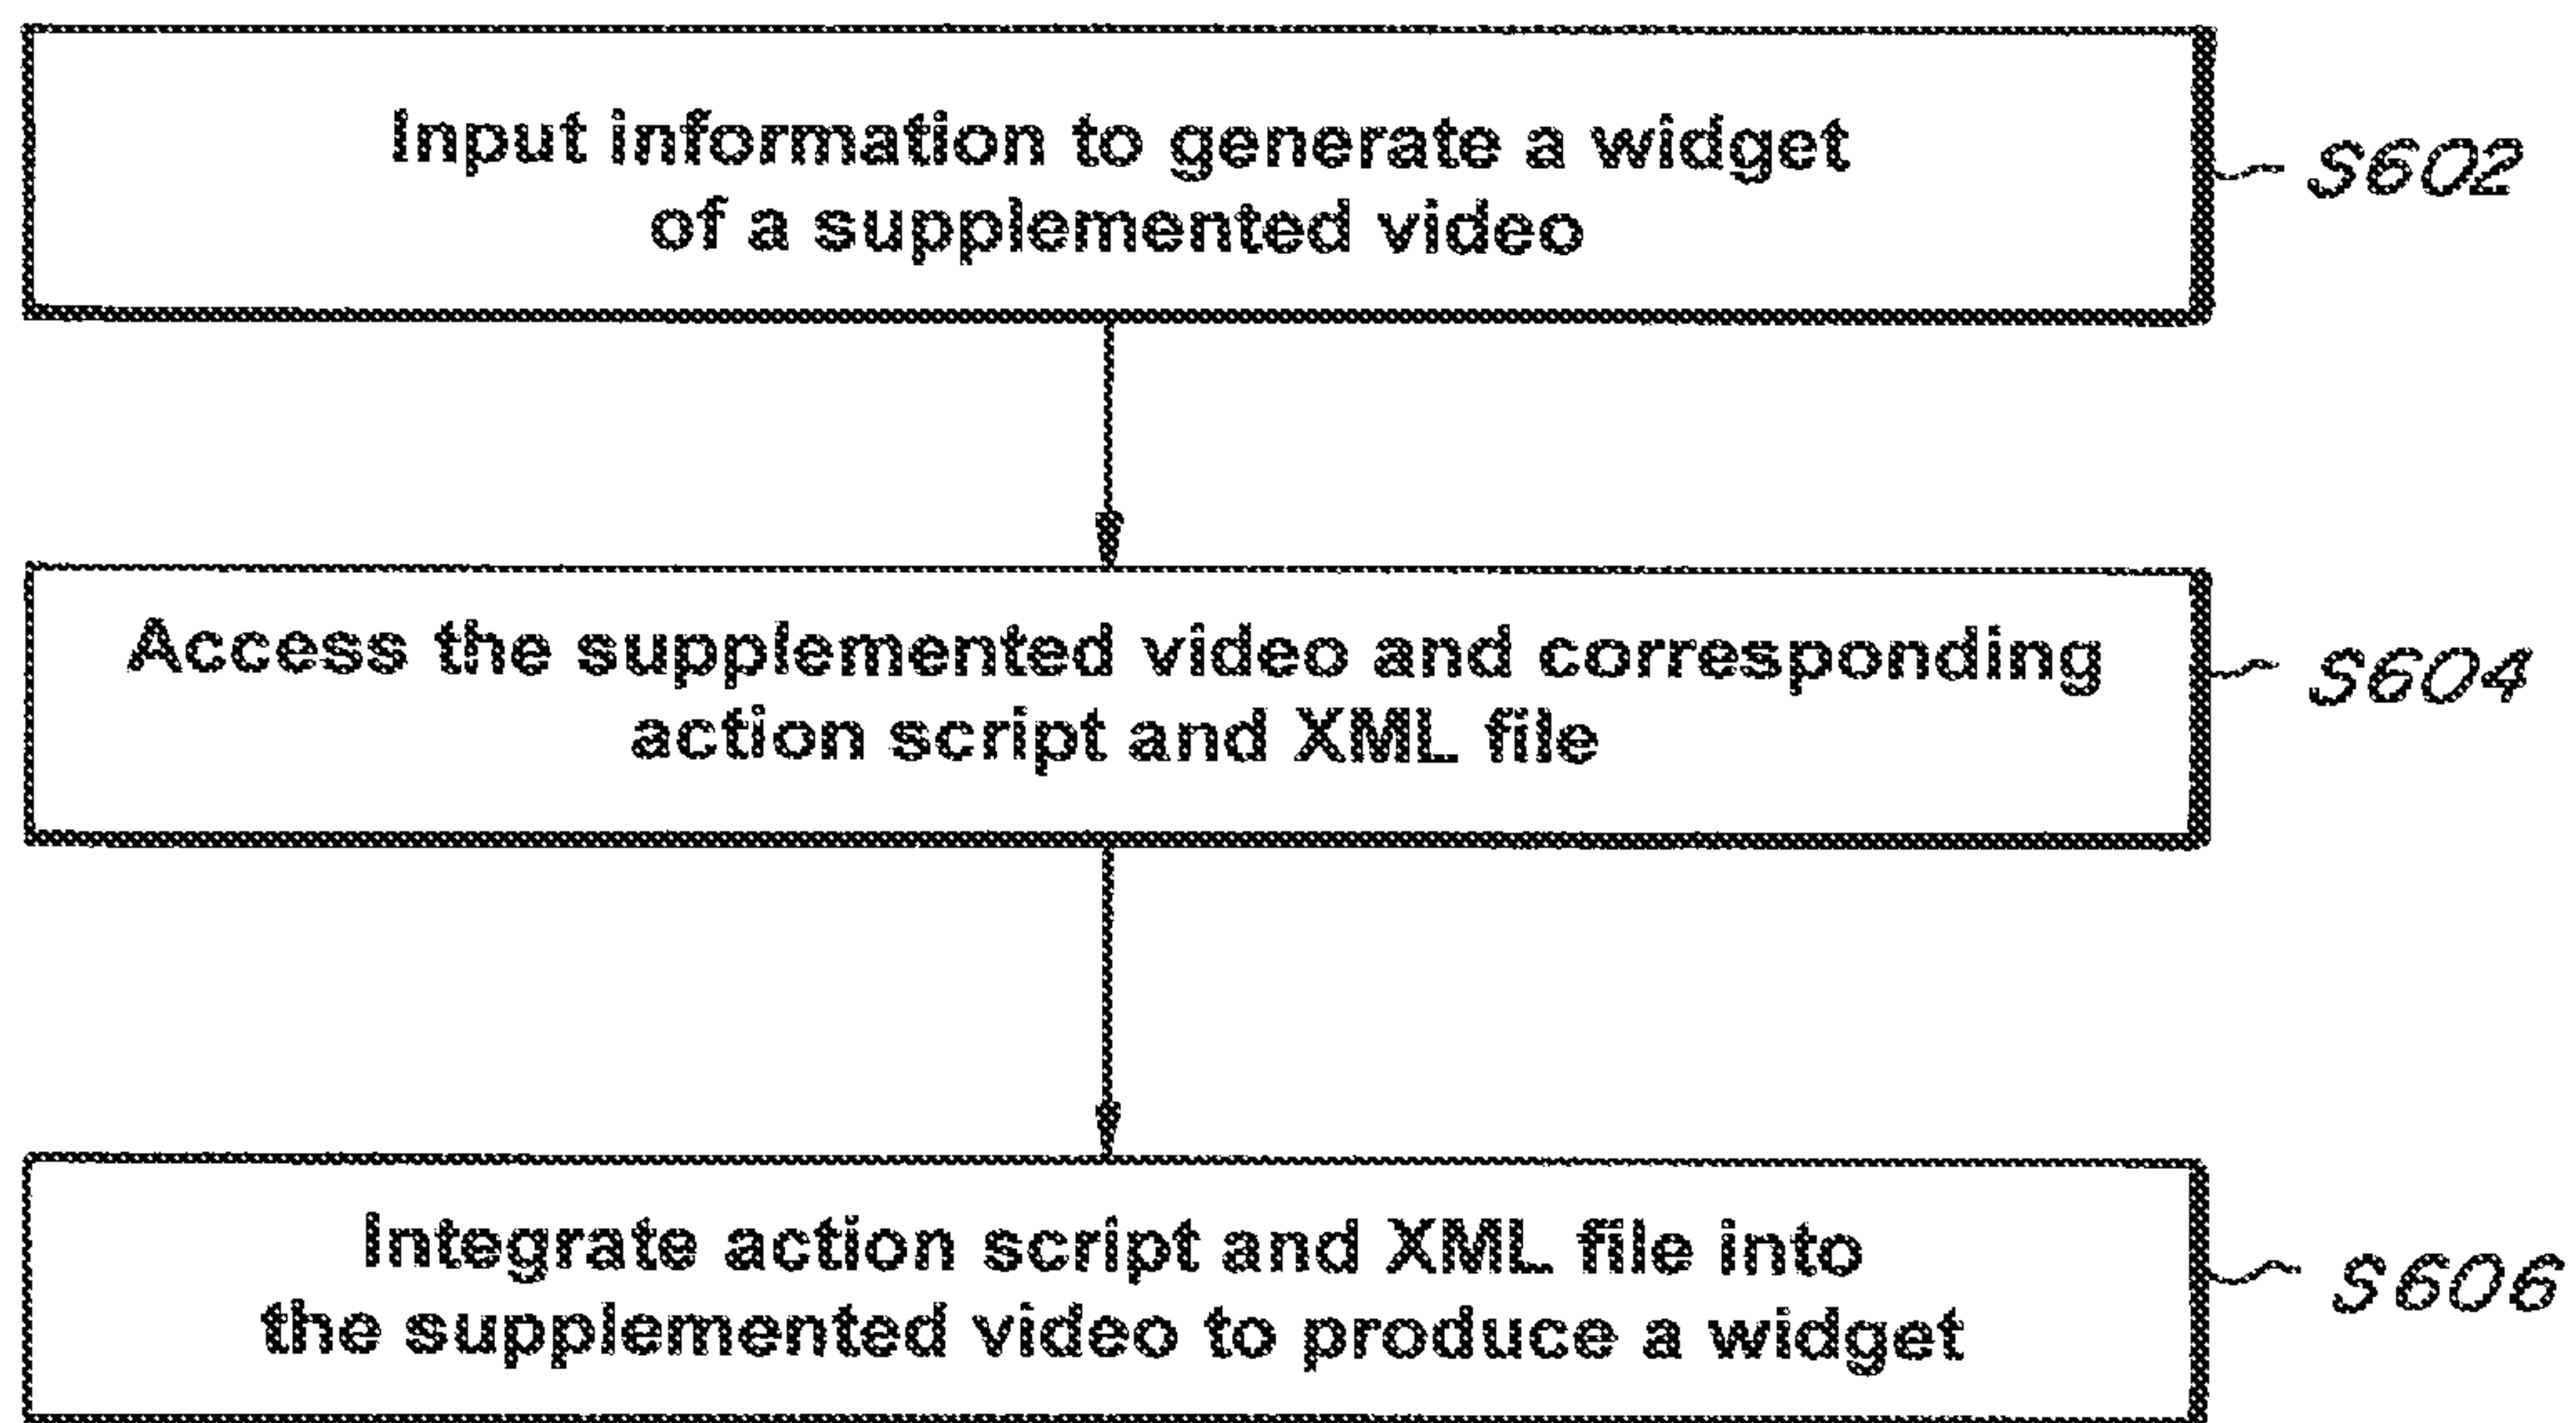 Input information to generate a widget
of a supplemented video
S602
Access the supplemented video and corresponding
action script and XML file
S604
Integrate action script and XML file into
the supplemented video to produce a widget
S606